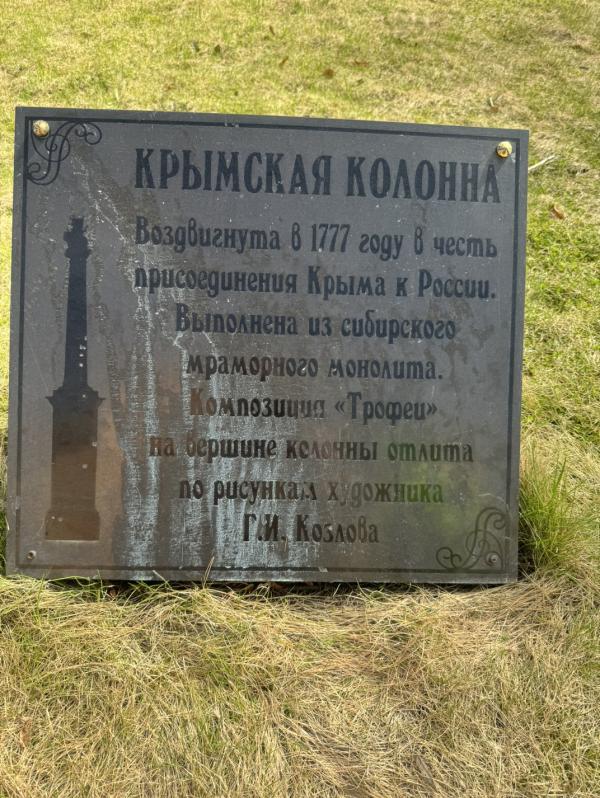 КРЫМСКАЯ КОЛОННА
Воздвигнута в 1777 году в честь
присоединения Крыма к России.
Выполнена из сибирского
мраморного монолита.
Композиция «Трофеи»
на вершине колонны отлита
по рисункам художника
Г.И. Козлова